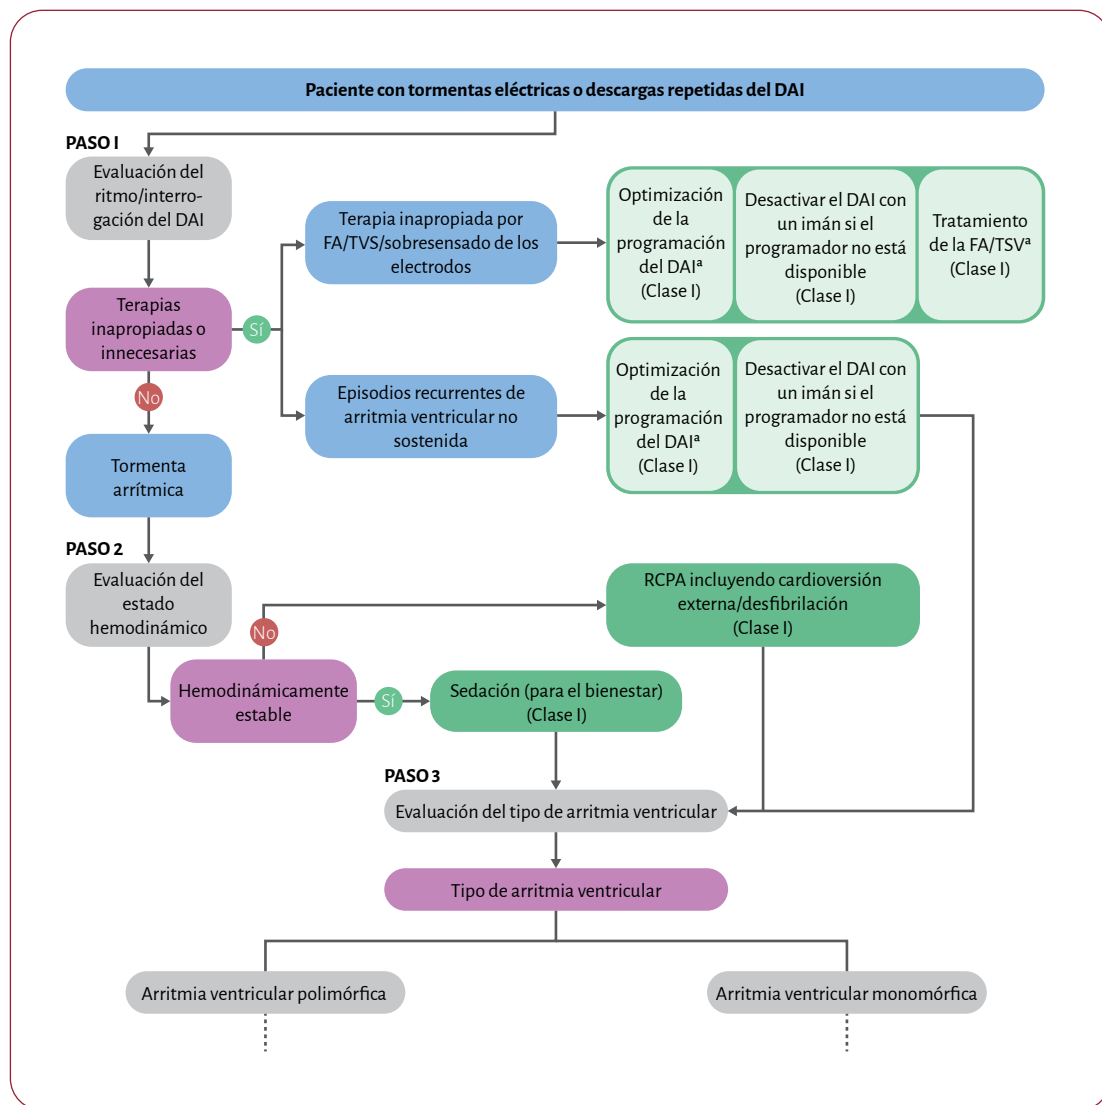 Paciente con tormentas eléctricas o descargas repetidas del DAI
PASO 1
Evaluación del
ritmo/interro-
gación del DAI
Terapias
inapropiadas o
innecesarias
Sí
No
Terapia inapropiada por
FA/TVS/sobresensado de los
electrodos
Optimización
de la
programación
del DAIª
(Clase I)
Desactivar el DAI con
un imán si el
programador no está
disponible
(Clase I)
Tratamiento
de la FA/TSVª
(Clase I)
Episodios recurrentes de
arritmia ventricular no
sostenida
Optimización
de la
programación
del DAIª
(Clase I)
Desactivar el DAI con
un imán si el
programador no está
disponible
(Clase I)
Tormenta
arrítmica
PASO 2
Evaluación del
estado
hemodinámico
Hemodinámicamente
estable
No
RCPA incluyendo cardioversión
externa/desfibrilación
(Clase I)
Sí
Sedación (para el bienestar)
(Clase I)
PASO 3
Evaluación del tipo de arritmia ventricular
Tipo de arritmia ventricular
Arritmia ventricular polimórfica
Arritmia ventricular monomórfica